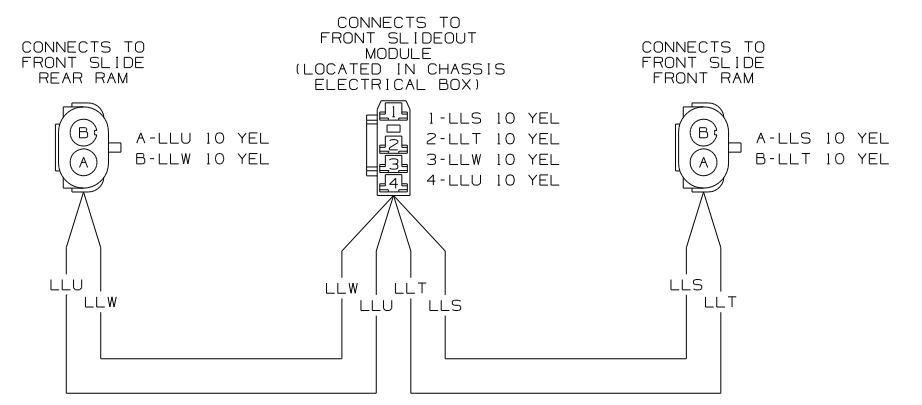 CONNECTS TO
FRONT SLIDE
REAR RAM
B
A
A-LLU 10 YEL
B-LLW 10 YEL
CONNECTS TO
FRONT SLIDEOUT
MODULE
(LOCATED IN CHASSIS
ELECTRICAL BOX)
1
2
3
4
1-LLS 10 YEL
2-LLT 10 YEL
3-LLW 10 YEL
4-LLU 10 YEL
CONNECTS TO
FRONT SLIDE
FRONT RAM
B
A
A-LLS 10 YEL
B-LLT 10 YEL
LLU
LLW
LLW
LLU
LLT
LLS
LLS
LLT